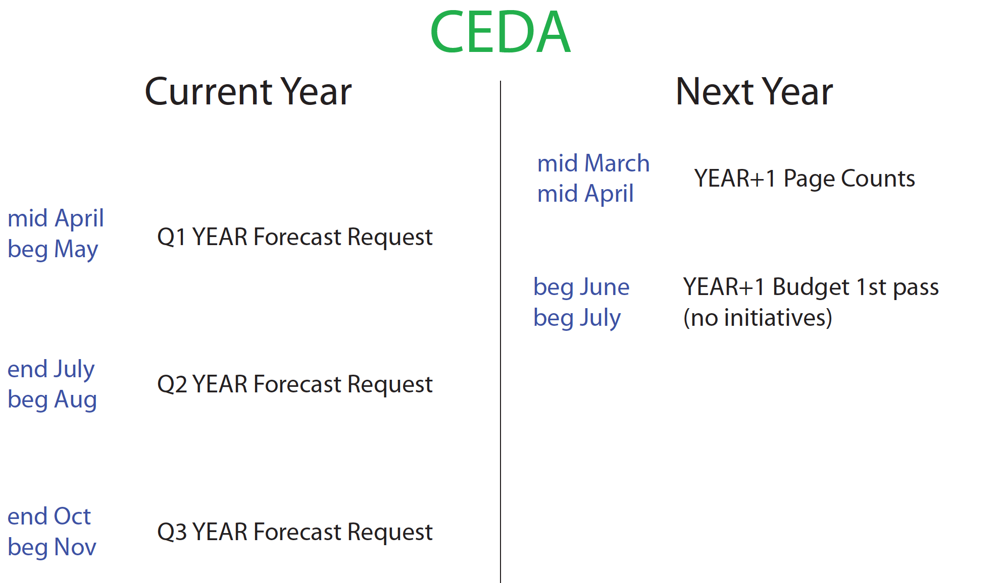 CEDA
Current Year
mid April
beg May
Q1 YEAR Forecast Request
end July
beg Aug
Q2 YEAR Forecast Request
end Oct
beg Nov
Q3 YEAR Forecast Request
Next Year
mid March
mid April
YEAR+1 Page Counts
beg June
beg July
YEAR+1 Budget 1st pass
(no initiatives)